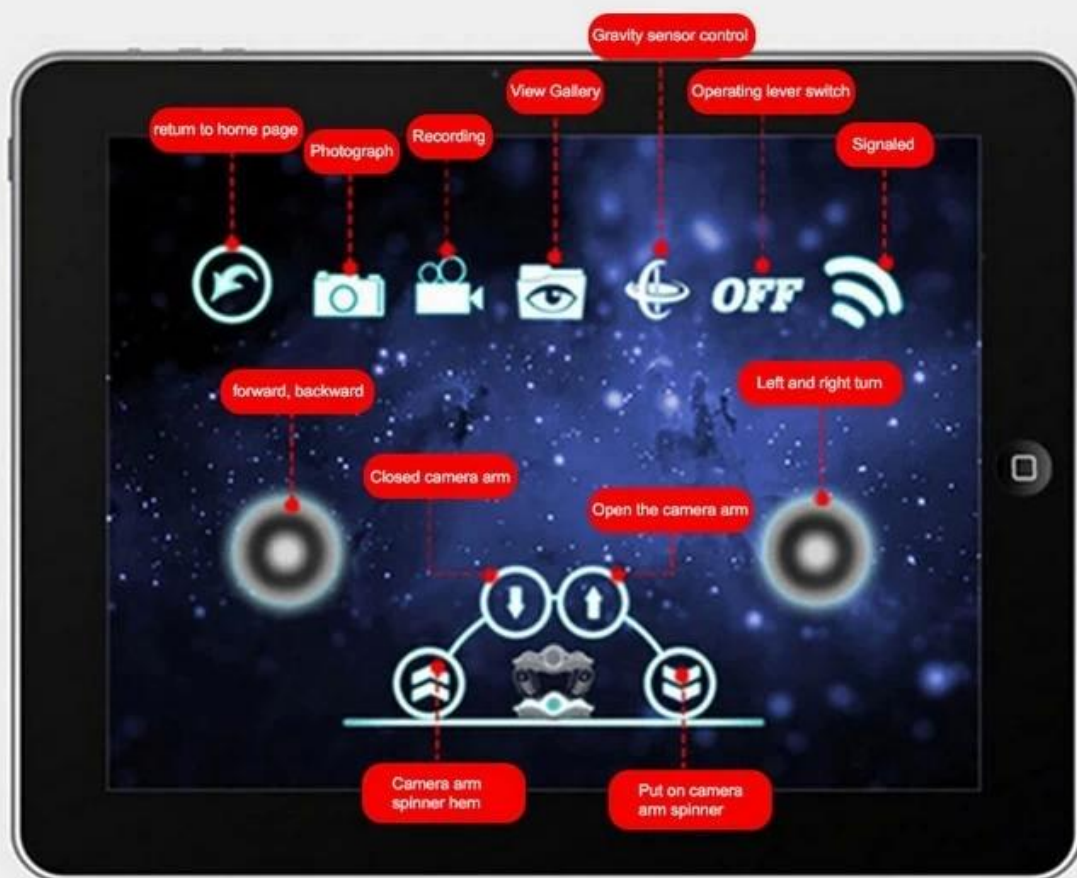 Gravity sensor control
View Gallery
Operating lever switch
return to home page
Photograph
Recording
Signaled
OFF
forward, backward
Left and right turn
Closed camera arm
Open the camera arm
Camera arm
spinner hem
Put on camera
arm spinner